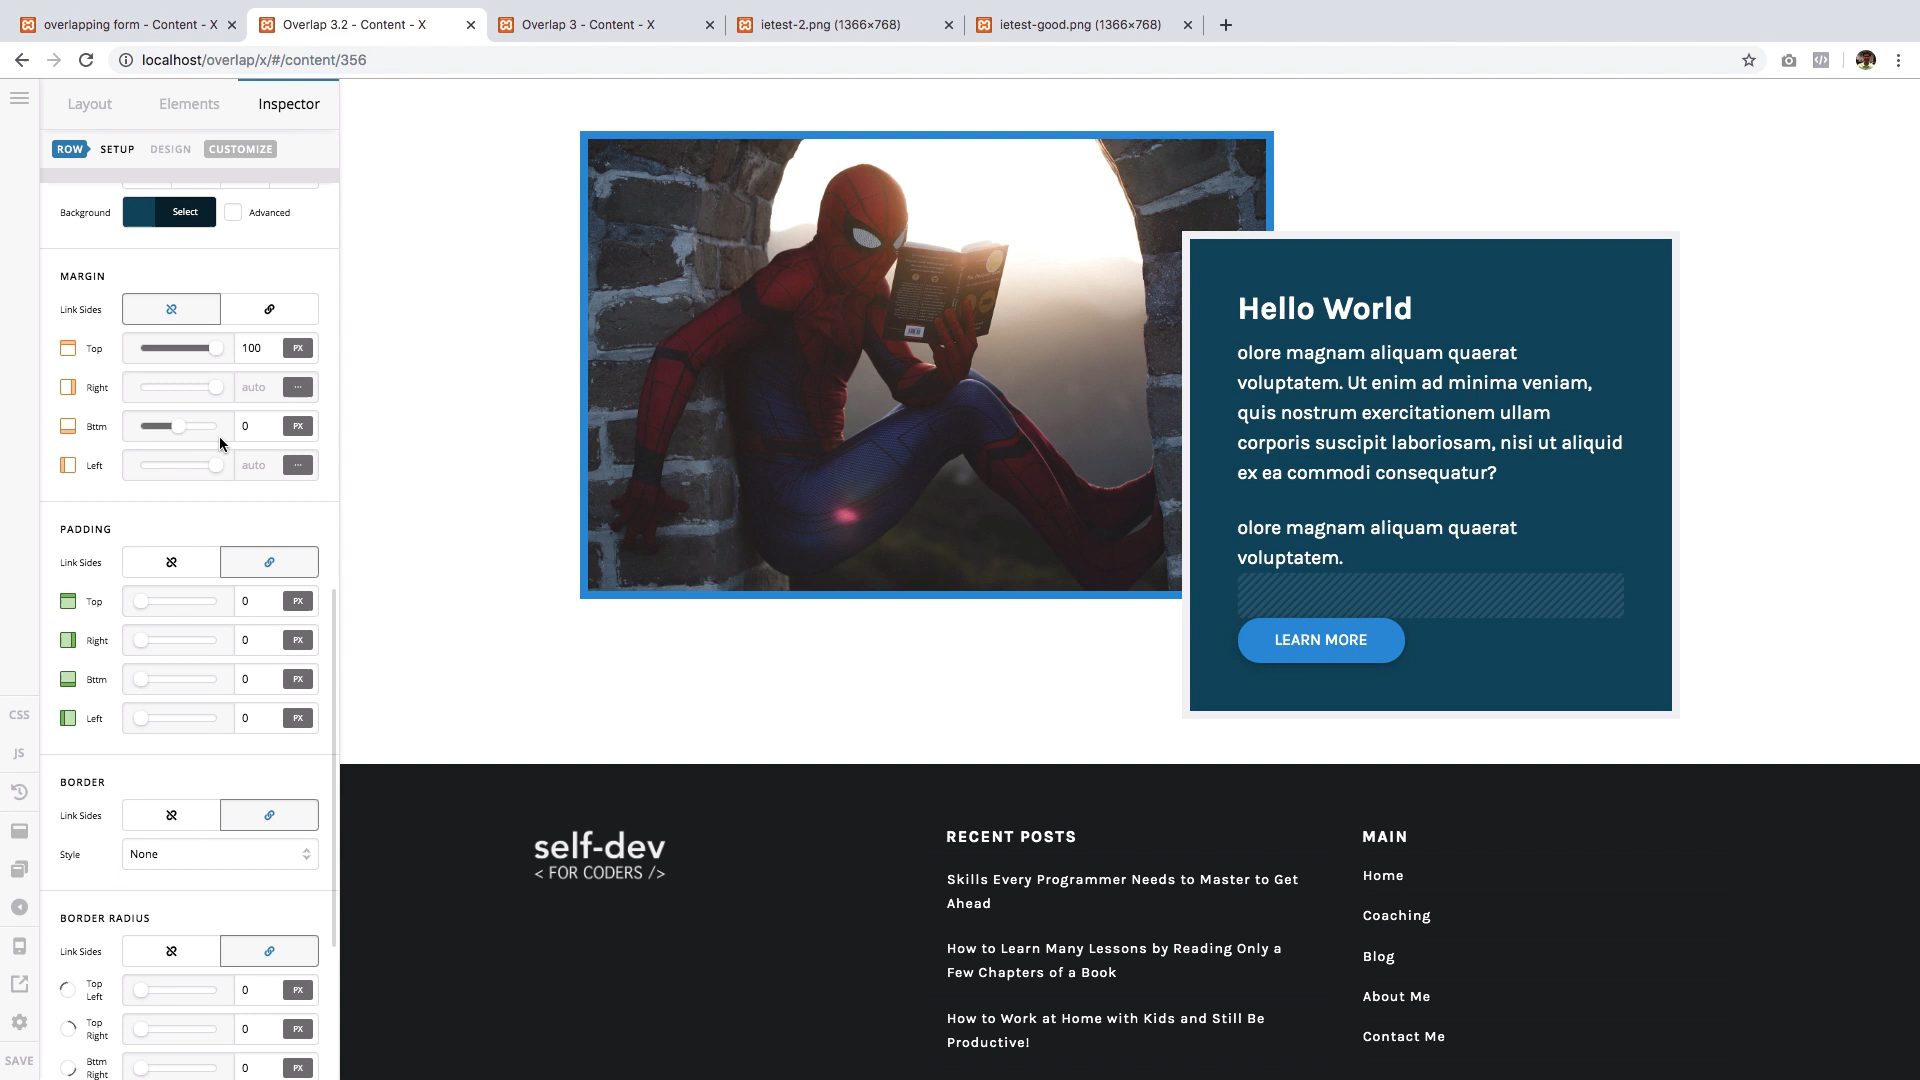 overlapping form - Content - X
Overlap 3.2 - Content - X
Overlap 3 - Content - X
ietest-2.png (1366×768)
ietest-good.png (1366×768)
localhost/overlap/x/#/content/356
Layout
Elements
Inspector
ROW
SETUP
DESIGN
CUSTOMIZE
Background
Select
Advanced
MARGIN
Link Sides
Top
100
PX
Right
auto
...
Bttm
0
PX
Left
auto
...
PADDING
Link Sides
Top
0
PX
Right
0
PX
Bttm
0
PX
Left
0
PX
BORDER
Link Sides
Style
None
BORDER RADIUS
Link Sides
Top
Left
0
PX
Top
Right
0
PX
Bttm
Right
0
PX
CSS
JS
SAVE
Hello World
olore magnam aliquam quaerat
voluptatem. Ut enim ad minima veniam,
quis nostrum exercitationem ullam
corporis suscipit laboriosam, nisi ut aliquid
ex ea commodi consequatur?
olore magnam aliquam quaerat
voluptatem.
LEARN MORE
self-dev
< FOR CODERS />
RECENT POSTS
Skills Every Programmer Needs to Master to Get
Ahead
How to Learn Many Lessons by Reading Only a
Few Chapters of a Book
How to Work at Home with Kids and Still Be
Productive!
MAIN
Home
Coaching
Blog
About Me
Contact Me